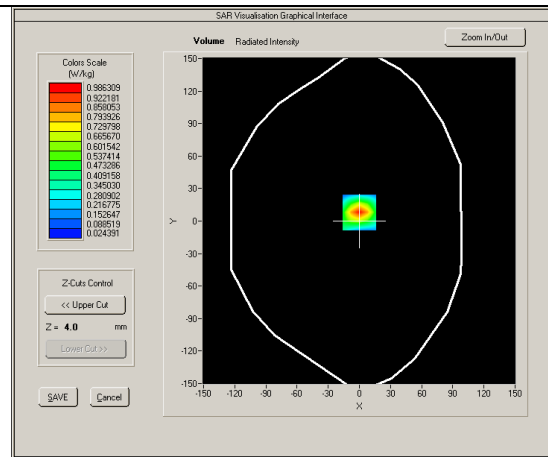 SAR Visualisation Graphical Interface
Volume Radiated Intensity
Zoom In/Out
Colors Scale
(W/kg)
0.986309
0.922181
0.858053
0.793926
0.729798
0.665670
0.601542
0.537414
0.473286
0.409158
0.345030
0.280902
0.216775
0.152647
0.088519
0.024391
Z-Cuts Control
<< Upper Cut
Z = 4.0 mm
Lower Cut >>
SAVE Cancel
150-
120-
90-
60-
30-
0-
-30-
-60-
-90-
-120-
-150-
Y
-150 -120 -90 -60 -30 0 30 60 90 120 150
X